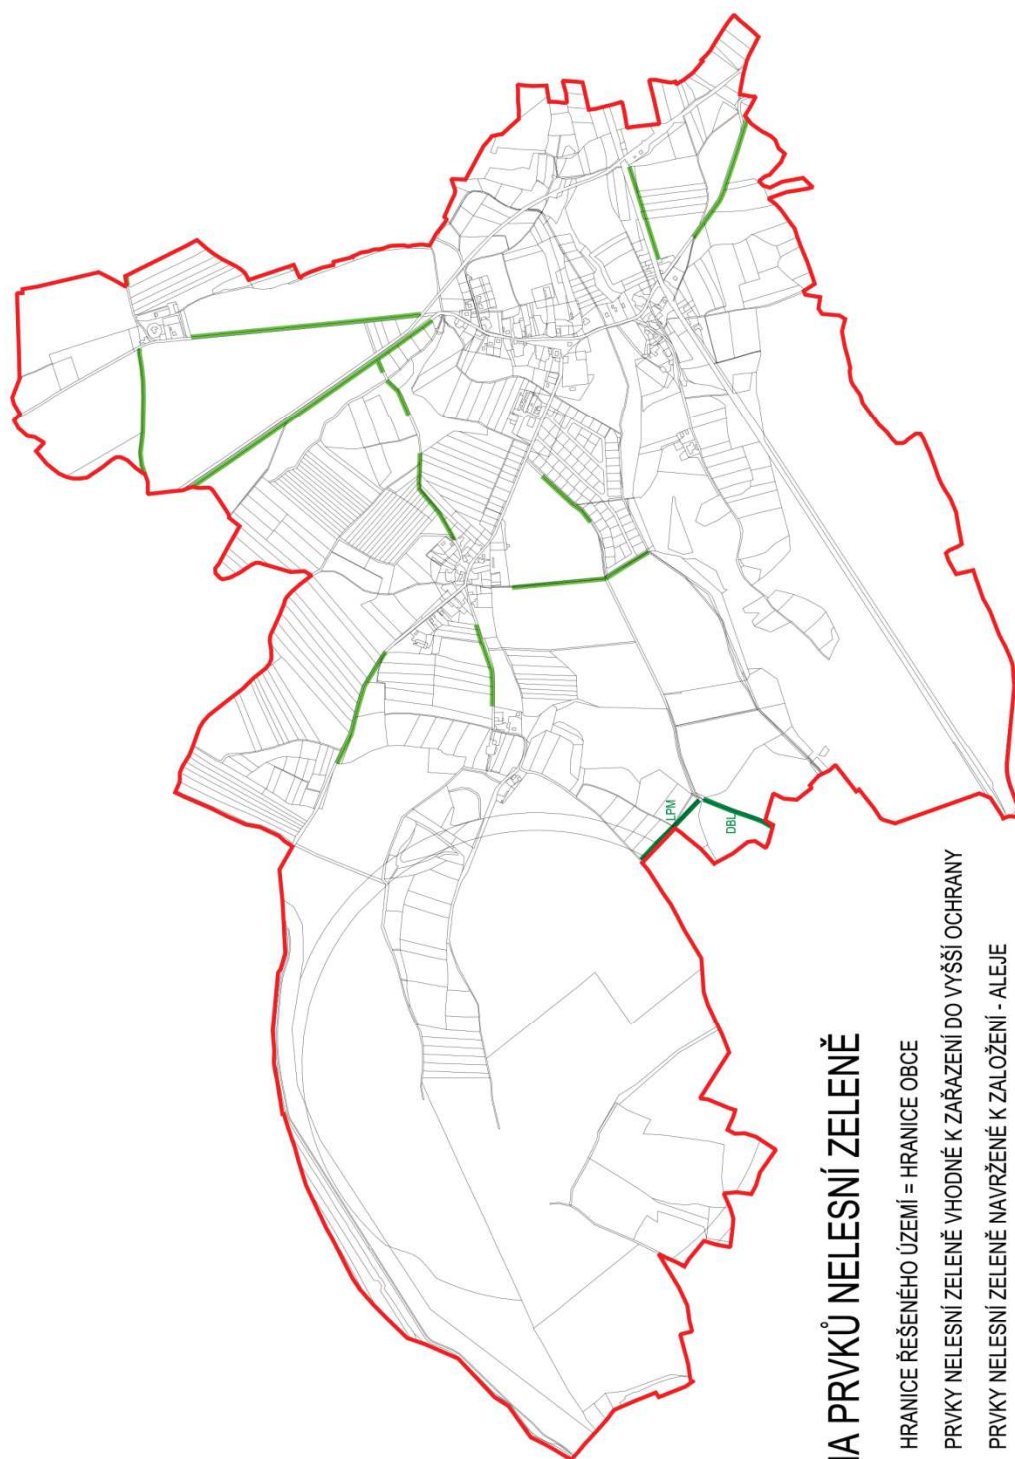 PRVKŮ NELESNÍ ZELENĚ
HRANICE ŘEŠENÉHO ÚZEMÍ = HRANICE OBCE
PRVKY NELESNÍ ZELENĚ VHODNÉ K ZAŘAZENÍ DO VYŠŠÍ OCHRANY
PRVKY NELESNÍ ZELENĚ NAVRŽENÉ K ZALOŽENÍ - ALEJE
LPM
DBL